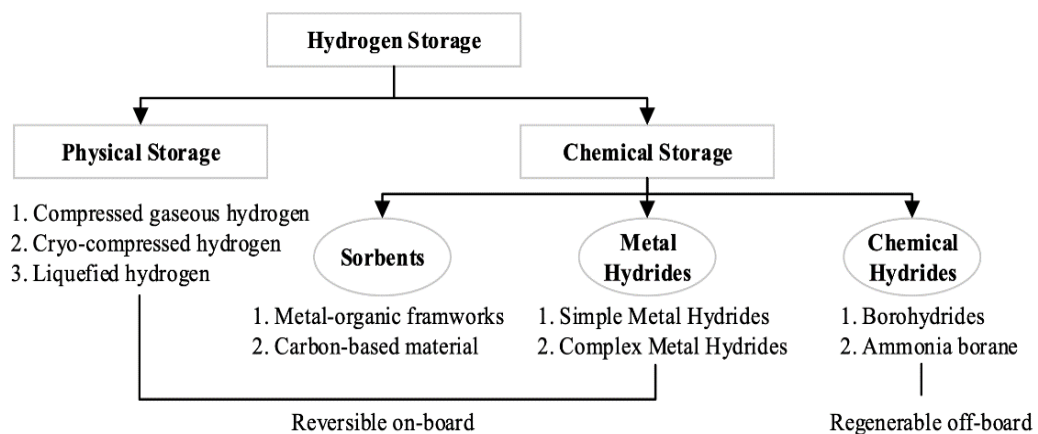 Hydrogen Storage
Physical Storage
Chemical Storage
1. Compressed gaseous hydrogen
2. Cryo-compressed hydrogen
3. Liquefied hydrogen
Sorbents
Metal
Hydrides
Chemical
Hydrides
1. Metal-organic framworks
2. Carbon-based material
1. Simple Metal Hydrides
2. Complex Metal Hydrides
1. Borohydrides
2. Ammonia borane
Reversible on-board
Regenerable off-board